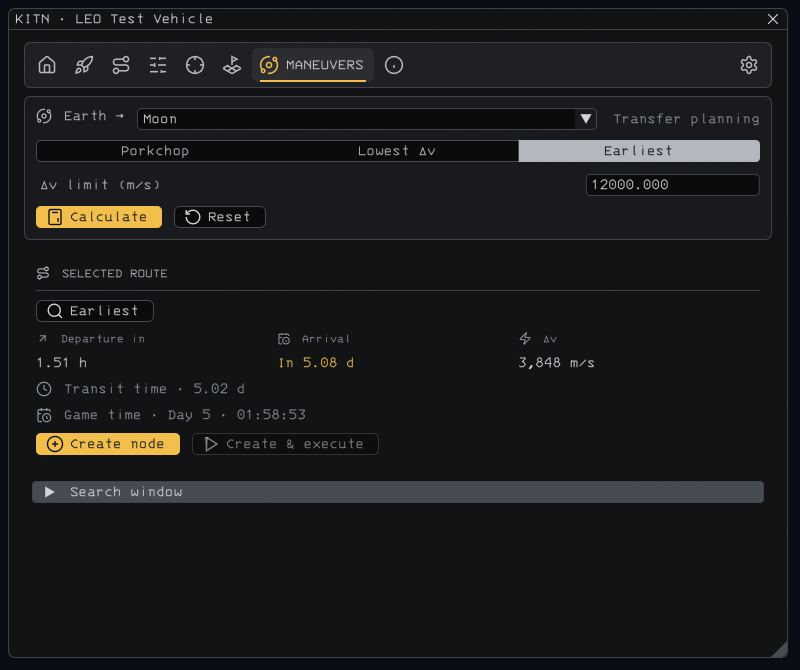 KITN · LEO Test Vehicle
MANEUVERS
Earth → Moon Transfer planning
Porkchop Lowest Δv Earliest
Δv limit (m/s) 12000.000
Calculate Reset
SELECTED ROUTE
Earliest
Departure in Arrival Δv
1.51 h In 5.08 d 3,848 m/s
Transit time · 5.02 d
Game time · Day 5 · 01:58:53
Create node Create & execute
Search window